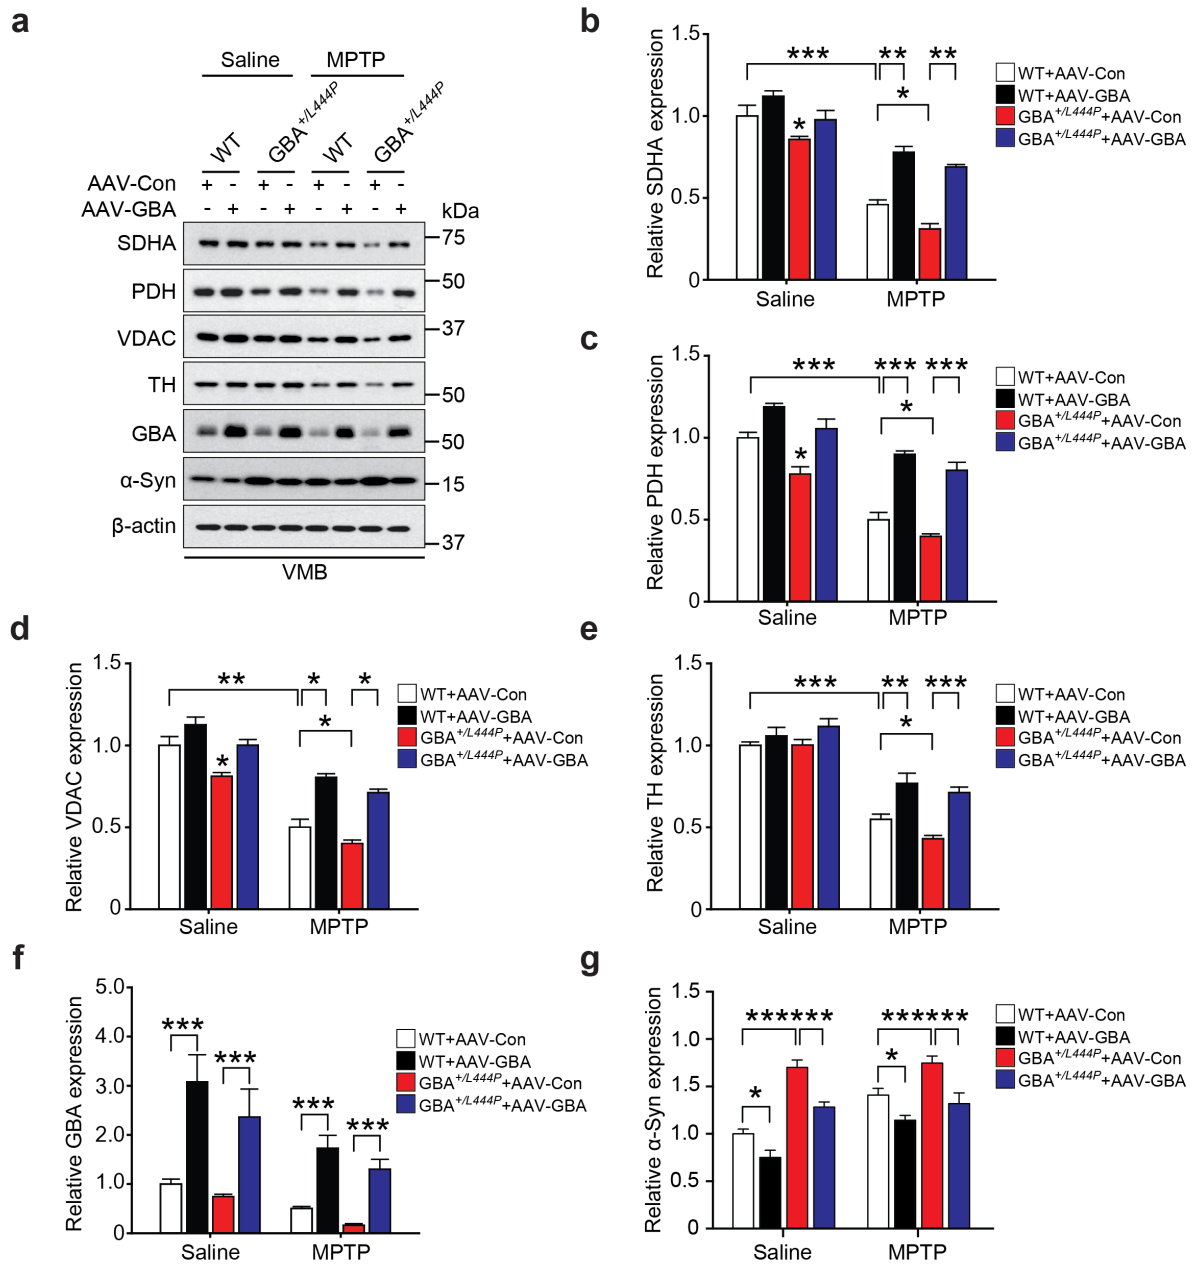 a
Saline MPTP
WT GBA+/L444P WT GBA+/L444P
AAV-Con + - + - + - + -
AAV-GBA - + - + - + - + kDa
SDHA 75
PDH 50
VDAC 37
TH 50
GBA 50
α-Syn 15
β-actin 37
VMB
b
Relative SDHA expression
1.5
1.0
0.5
0
*** ** **
*
*
Saline MPTP
WT+AAV-Con
WT+AAV-GBA
GBA+/L444P+AAV-Con
GBA+/L444P+AAV-GBA
c
Relative PDH expression
1.5
1.0
0.5
0
*** *** ***
*
*
Saline MPTP
WT+AAV-Con
WT+AAV-GBA
GBA+/L444P+AAV-Con
GBA+/L444P+AAV-GBA
d
Relative VDAC expression
1.5
1.0
0.5
0
** * *
*
*
Saline MPTP
WT+AAV-Con
WT+AAV-GBA
GBA+/L444P+AAV-Con
GBA+/L444P+AAV-GBA
e
Relative TH expression
1.5
1.0
0.5
0
*** ** ***
*
Saline MPTP
WT+AAV-Con
WT+AAV-GBA
GBA+/L444P+AAV-Con
GBA+/L444P+AAV-GBA
f
Relative GBA expression
5.0
4.0
3.0
2.0
1.0
0
***
***
***
***
Saline MPTP
WT+AAV-Con
WT+AAV-GBA
GBA+/L444P+AAV-Con
GBA+/L444P+AAV-GBA
g
Relative α-Syn expression
1.5
1.0
1.5
1.0
0.5
0
****** ******
*
*
Saline MPTP
WT+AAV-Con
WT+AAV-GBA
GBA+/L444P+AAV-Con
GBA+/L444P+AAV-GBA